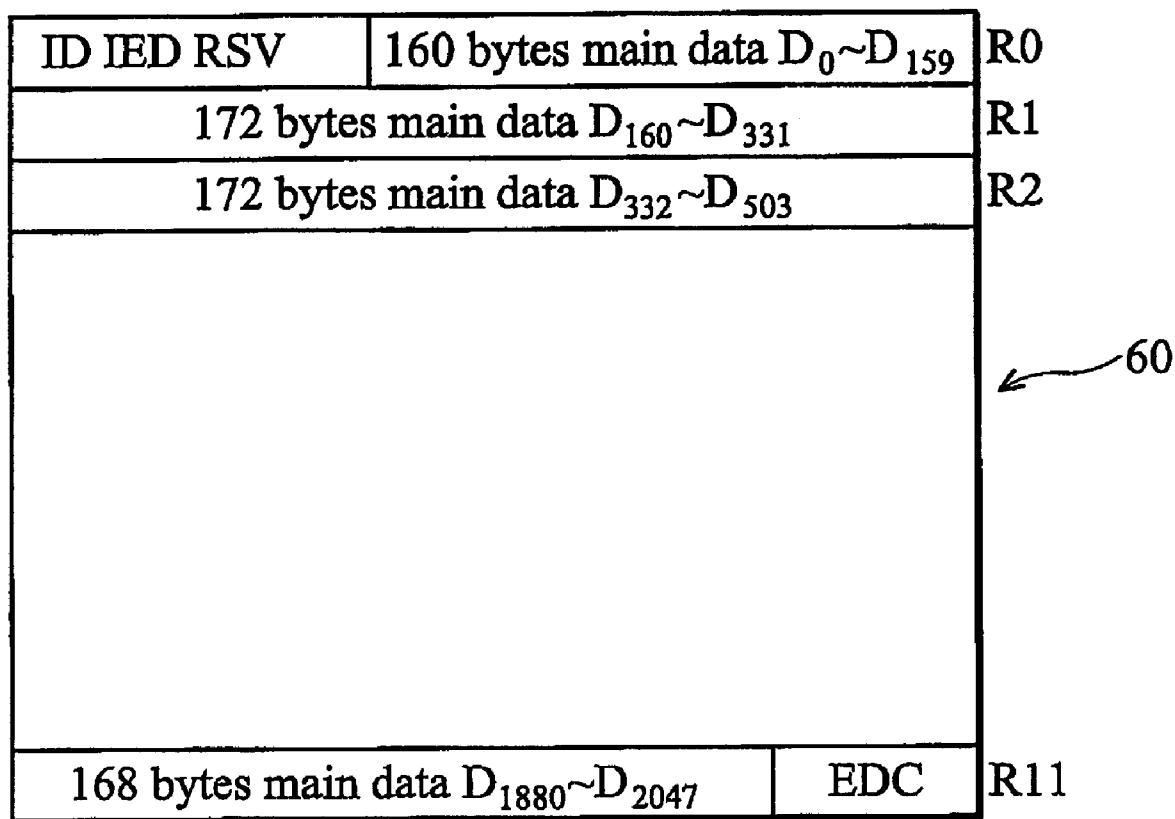 ID IED RSV 160 bytes main data D0~D159 R0
172 bytes main data D160~D331 R1
172 bytes main data D332~D503 R2
60
168 bytes main data D1880~D2047 EDC R11